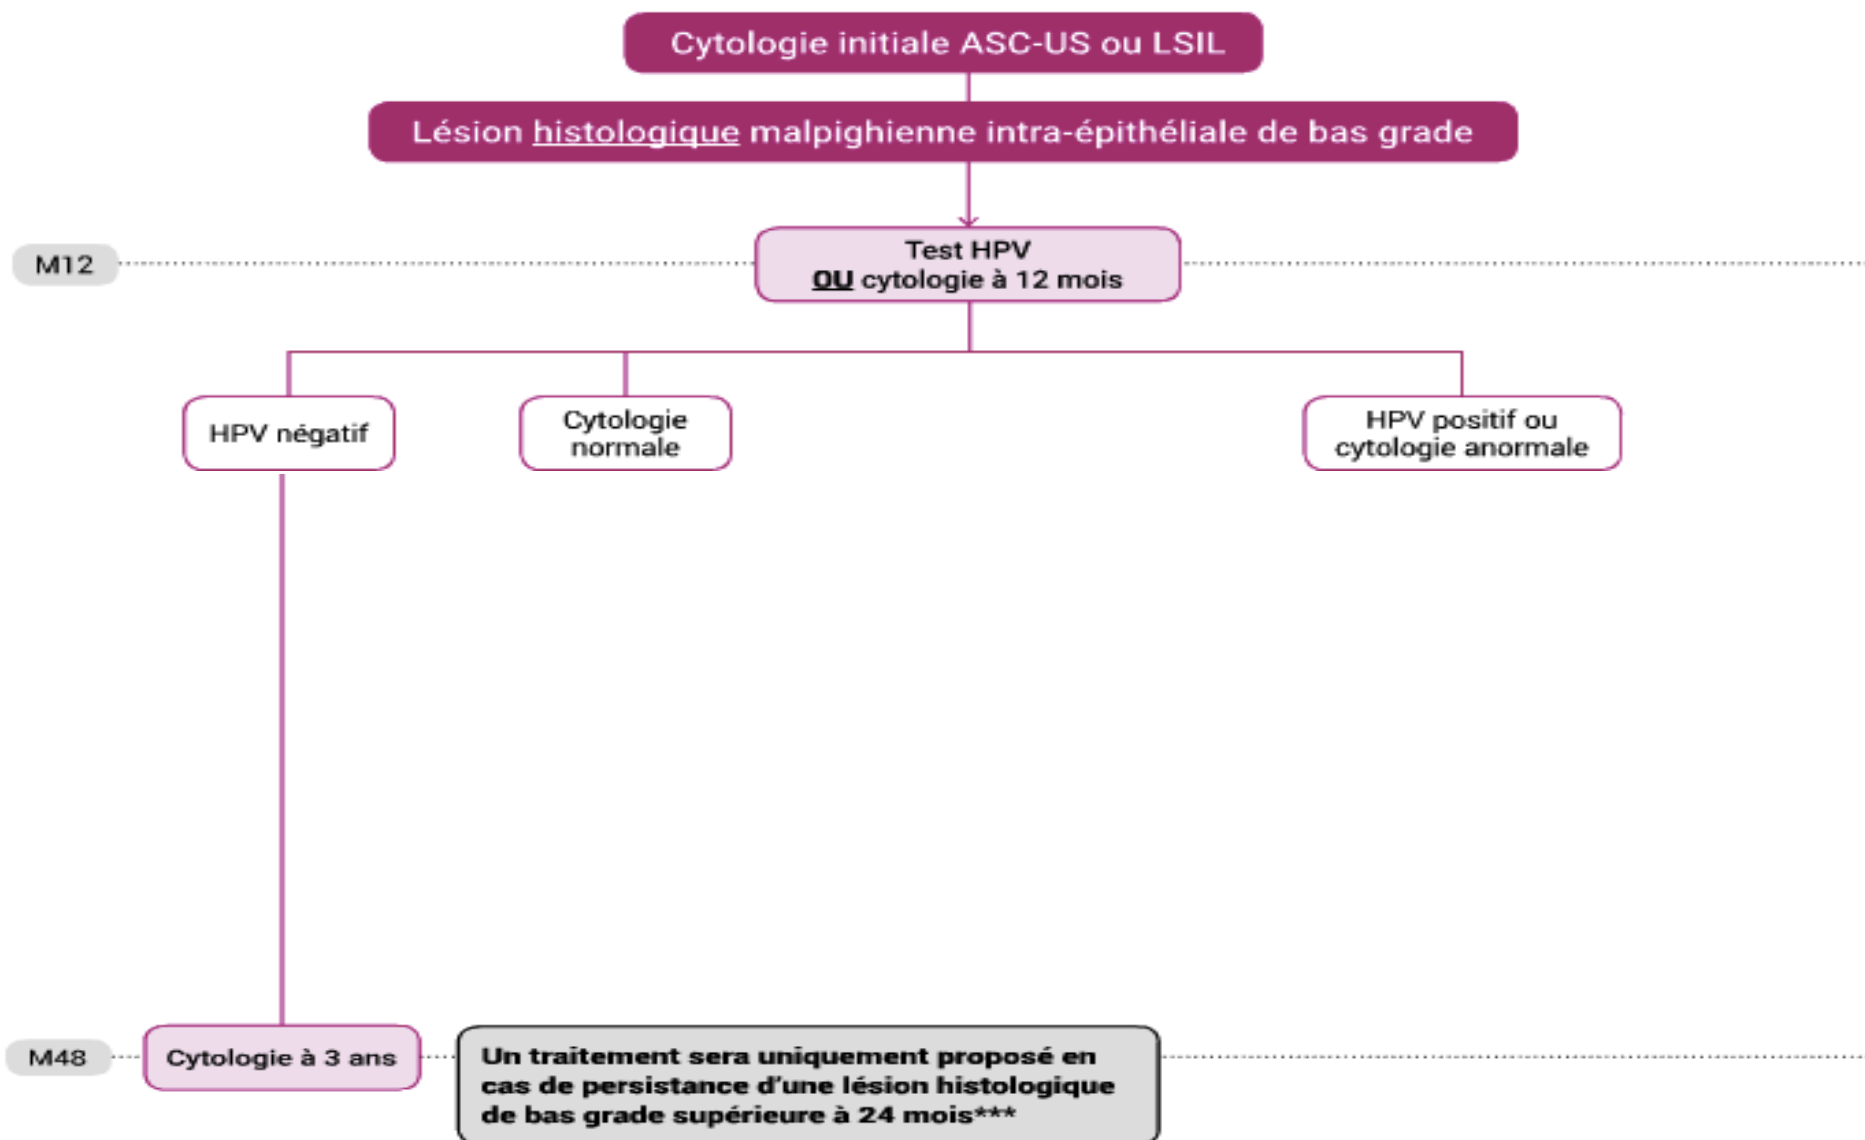 Cytologie initiale ASC-US ou LSIL
Lésion histologique malpighienne intra-épithéliale de bas grade
M12
Test HPV
OU cytologie à 12 mois
HPV négatif
Cytologie
normale
HPV positif ou
cytologie anormale
M48
Cytologie à 3 ans
Un traitement sera uniquement proposé en
cas de persistance d'une lésion histologique
de bas grade supérieure à 24 mois***